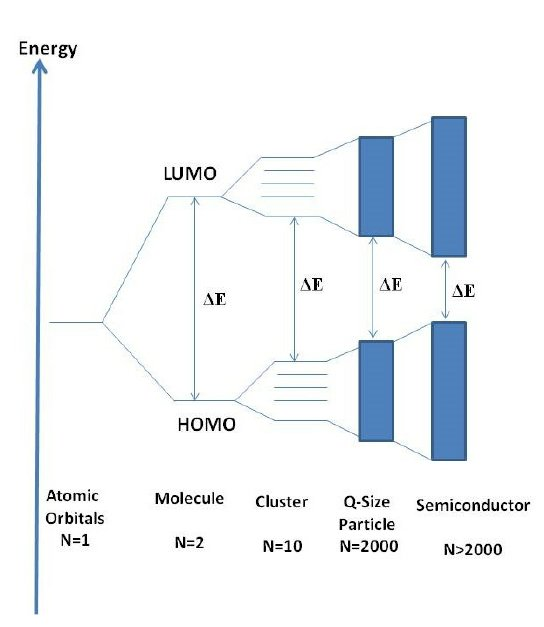 Energy
LUMO
ΔE
ΔE
ΔE
ΔE
HOMO
Atomic
Orbitals
N=1
Molecule
N=2
Cluster
N=10
Q-Size
Particle
N=2000
Semiconductor
N>2000